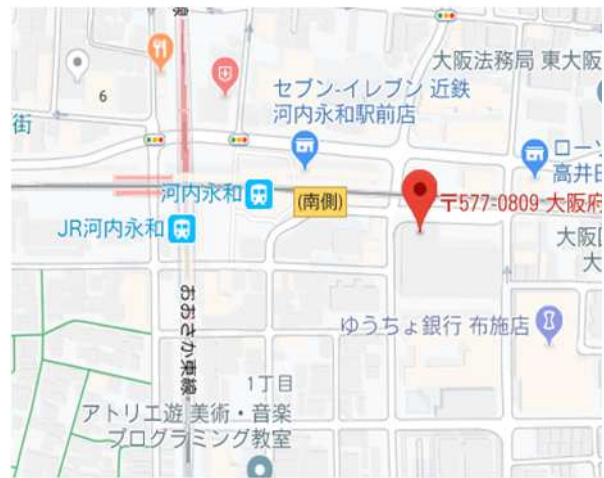 線
大阪法務局 東大阪
6
セブン-イレブン 近鉄
河内永和駅前店
街
ローソ
高井田
河内永和
(南側)
〒577-0809 大阪府
JR河内永和
大阪
大
おおさか東線
ゆうちょ銀行 布施店
1丁目
アトリエ遊 美術・音楽
プログラミング教室